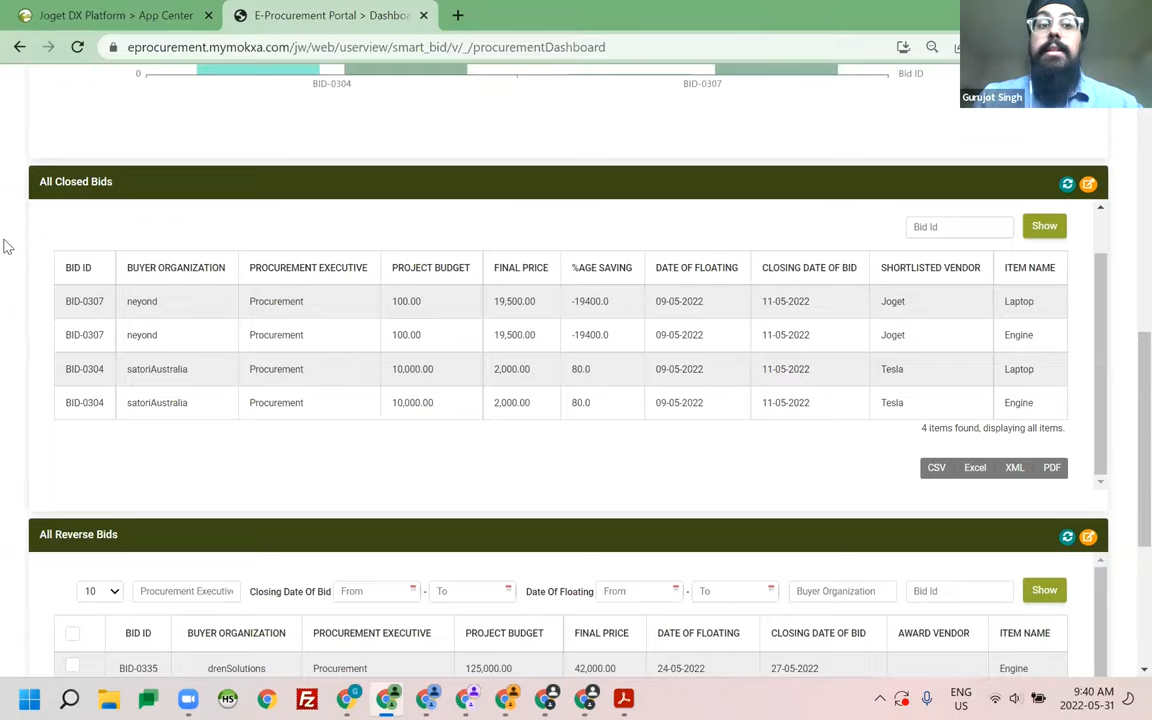 Joget DX Platform > App Center
E-Procurement Portal > Dashbo
eprocurement.mymokxa.com/jw/web/userview/smart_bid/v/_/procurementDashboard
Gurujot Singh
0
BID-0304
BID-0307
Bid ID
All Closed Bids
Bid Id
Show
BID ID BUYER ORGANIZATION PROCUREMENT EXECUTIVE PROJECT BUDGET FINAL PRICE %AGE SAVING DATE OF FLOATING CLOSING DATE OF BID SHORTLISTED VENDOR ITEM NAME
BID-0307 neyond Procurement 100.00 19,500.00 -19400.0 09-05-2022 11-05-2022 Joget Laptop
BID-0307 neyond Procurement 100.00 19,500.00 -19400.0 09-05-2022 11-05-2022 Joget Engine
BID-0304 satoriAustralia Procurement 10,000.00 2,000.00 80.0 09-05-2022 11-05-2022 Tesla Laptop
BID-0304 satoriAustralia Procurement 10,000.00 2,000.00 80.0 09-05-2022 11-05-2022 Tesla Engine
4 items found, displaying all items.
CSV Excel XML PDF
All Reverse Bids
10 Procurement Executive Closing Date Of Bid From - To Date Of Floating From - To Buyer Organization Bid Id Show
BID ID BUYER ORGANIZATION PROCUREMENT EXECUTIVE PROJECT BUDGET FINAL PRICE DATE OF FLOATING CLOSING DATE OF BID AWARD VENDOR ITEM NAME
BID-0335 drenSolutions Procurement 125,000.00 42,000.00 24-05-2022 27-05-2022 Engine
HS
G
ENG
US
9:40 AM
2022-05-31